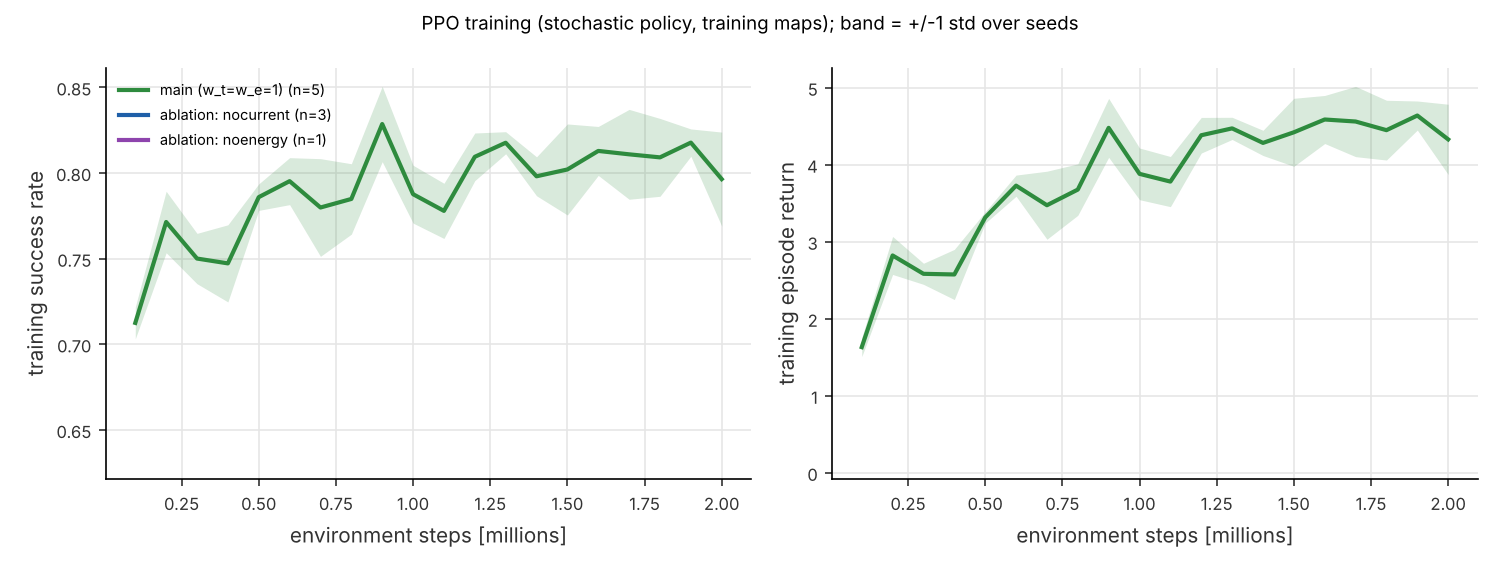 PPO training (stochastic policy, training maps); band = +/-1 std over seeds
training success rate
0.85
0.80
0.75
0.70
0.65
main (w_t=w_e=1) (n=5)
ablation: nocurrent (n=3)
ablation: noenergy (n=1)
0.25 0.50 0.75 1.00 1.25 1.50 1.75 2.00
environment steps [millions]
training episode return
5
4
3
2
1
0
0.25 0.50 0.75 1.00 1.25 1.50 1.75 2.00
environment steps [millions]